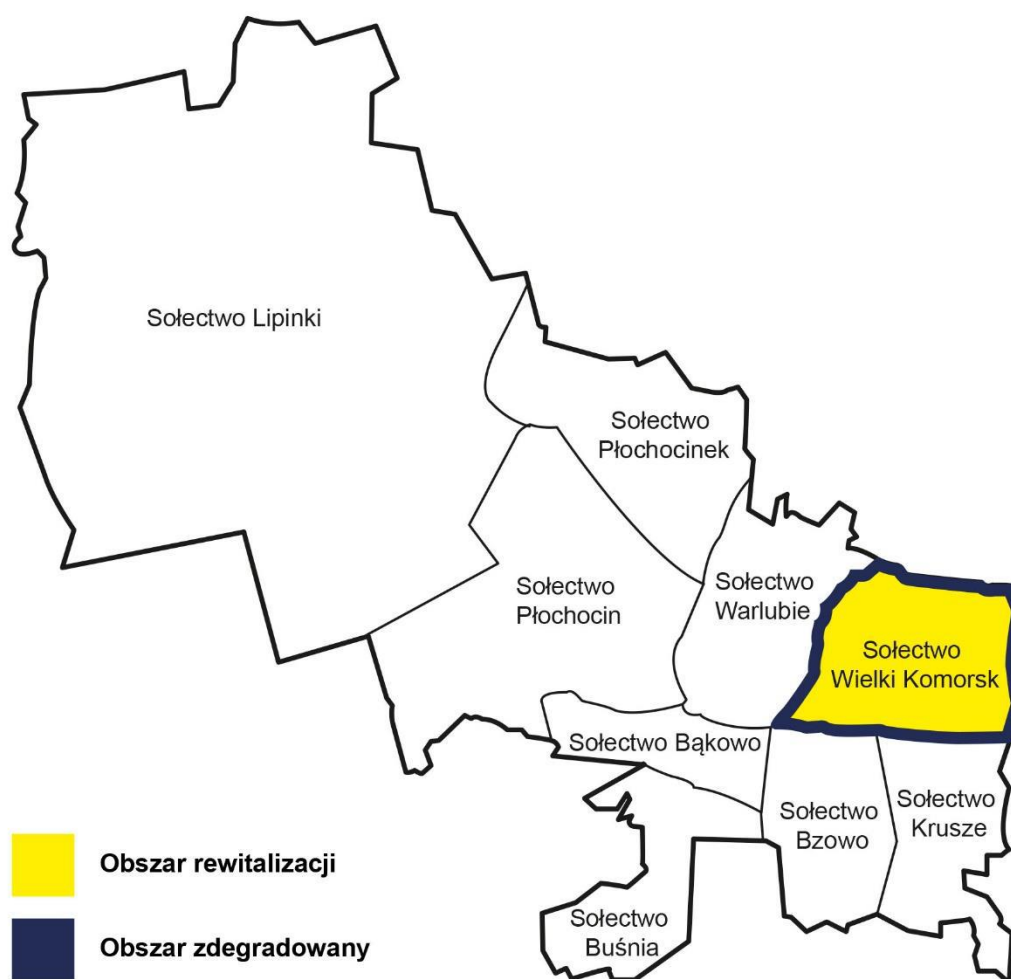 Sołectwo Lipinki
Sołectwo
Płochocinek
Sołectwo
Płochocin
Sołectwo
Warlubie
Sołectwo
Wielki Komorsk
Sołectwo Bąkowo
Sołectwo
Bzowo
Sołectwo
Krusze
Sołectwo
Buśnia
Obszar rewitalizacji
Obszar zdegradowany